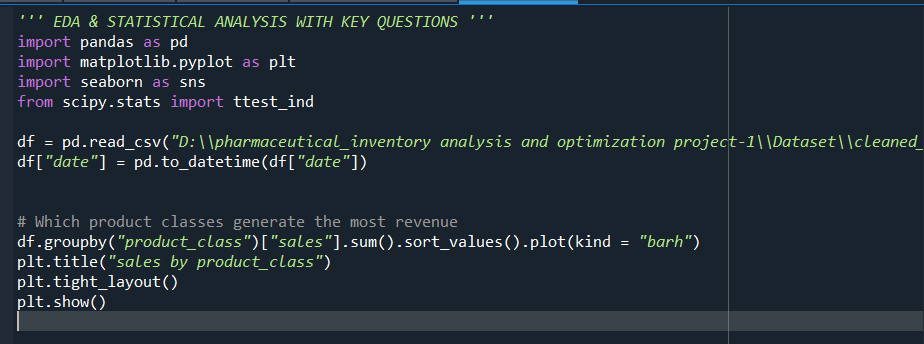 ''' EDA & STATISTICAL ANALYSIS WITH KEY QUESTIONS '''
import pandas as pd
import matplotlib.pyplot as plt
import seaborn as sns
from scipy.stats import ttest_ind
df = pd.read_csv("D:\\pharmaceutical_inventory analysis and optimization project-1\\Dataset\\cleaned_
df["date"] = pd.to_datetime(df["date"])
# Which product classes generate the most revenue
df.groupby("product_class")["sales"].sum().sort_values().plot(kind = "barh")
plt.title("sales by product_class")
plt.tight_layout()
plt.show()